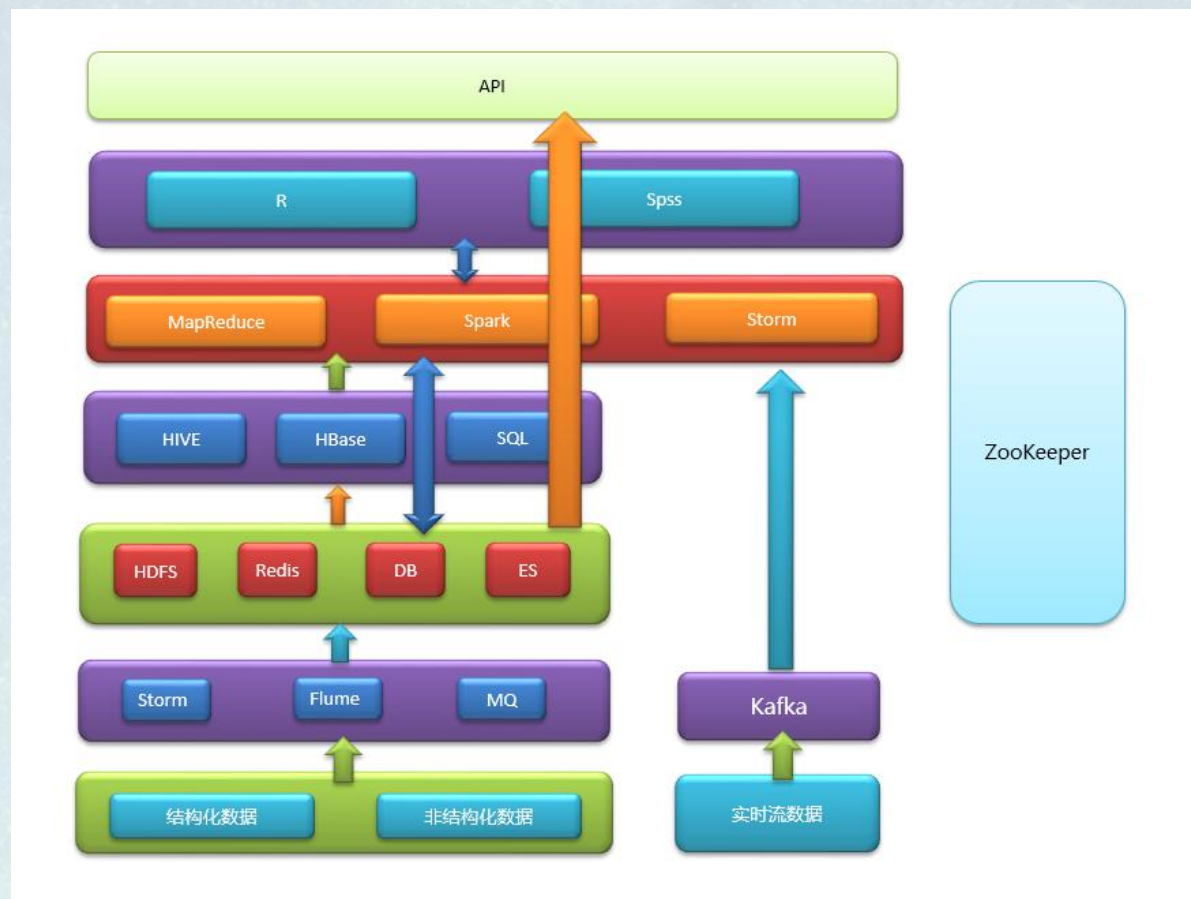 API
R
Spss
MapReduce
Spark
Storm
HIVE
HBase
SQL
ZooKeeper
HDFS
Redis
DB
ES
Storm
Flume
MQ
Kafka
结构化数据
非结构化数据
实时流数据